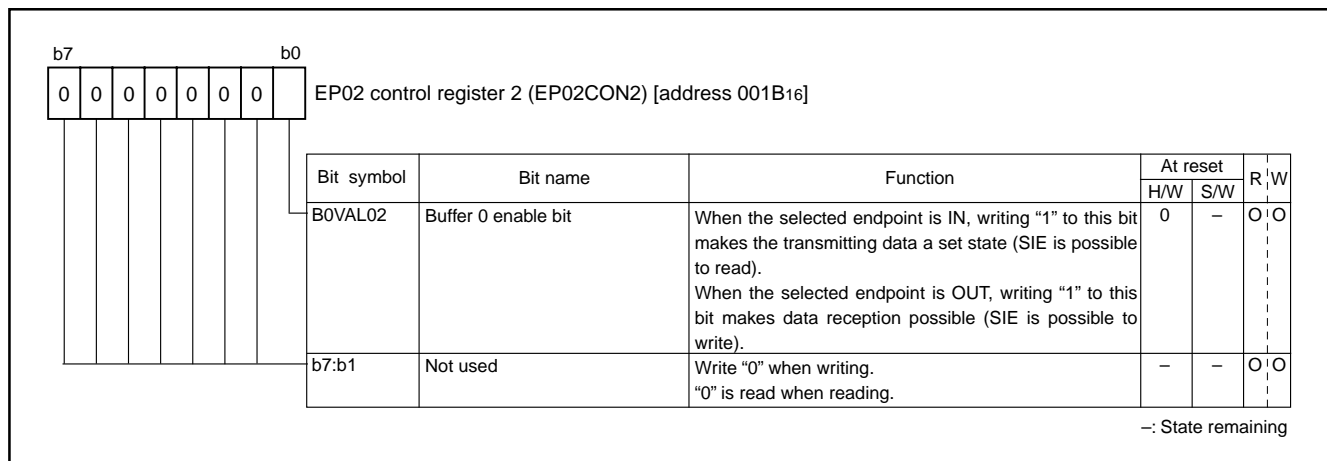 b7 b0
0 0 0 0 0 0 0
EP02 control register 2 (EP02CON2) [address 001B16]
Bit symbol Bit name Function At reset R W
H/W S/W
B0VAL02 Buffer 0 enable bit When the selected endpoint is IN, writing “1” to this bit 0 – O O
makes the transmitting data a set state (SIE is possible
to read).
When the selected endpoint is OUT, writing “1” to this
bit makes data reception possible (SIE is possible to
write).
b7:b1 Not used Write “0” when writing. – – O O
“0” is read when reading.
–: State remaining